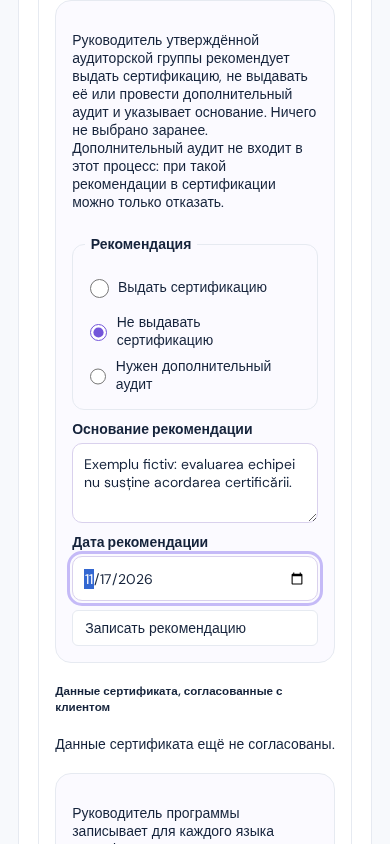 Руководитель утверждённой
аудиторской группы рекомендует
выдать сертификацию, не выдавать
её или провести дополнительный
аудит и указывает основание. Ничего
не выбрано заранее.
Дополнительный аудит не входит в
этот процесс: при такой
рекомендации в сертификации
можно только отказать.
Рекомендация
Выдать сертификацию
Не выдавать
сертификацию
Нужен дополнительный
аудит
Основание рекомендации
Exemplu fictiv: evaluarea echipei
nu susține acordarea certificării.
Дата рекомендации
11/17/2026
Записать рекомендацию
Данные сертификата, согласованные с
клиентом
Данные сертификата ещё не согласованы.
Руководитель программы
записывает для каждого языка